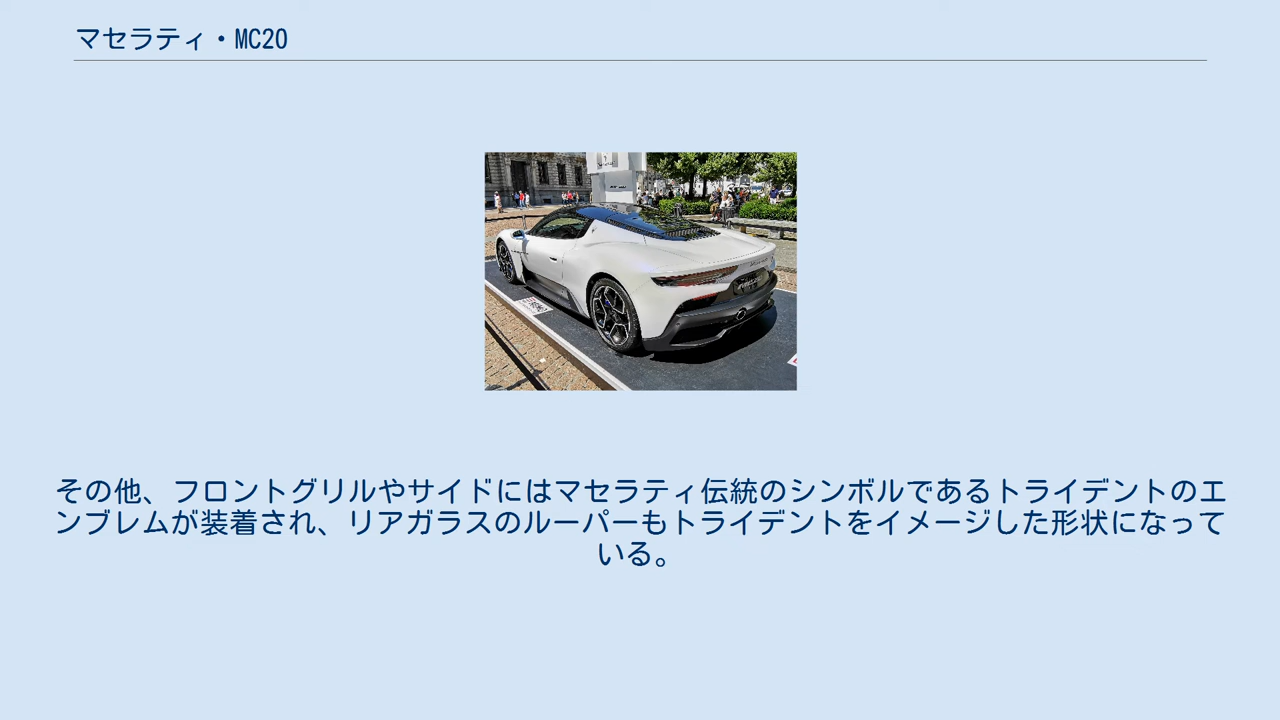 マセラティ・MC20
その他、フロントグリルやサイドにはマセラティ伝統のシンボルであるトライデントのエ
ンブレムが装着され、リアガラスのルーパーもトライデントをイメージした形状になって
いる。